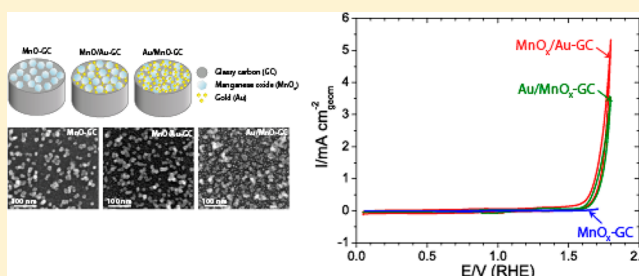 MnO-GC MnO/Au-GC Au/MnO-GC
Glassy carbon (GC)
Manganese oxide (MnOₓ)
Gold (Au)
MnO-GC
100 nm
MnO/Au-GC
100 nm
Au/MnO-GC
100 nm
I/mA cm⁻²geom
6
5
4
3
2
1
0
-1
MnOₓ/Au-GC
Au/MnOₓ-GC
MnOₓ-GC
0.0 0.5 1.0 1.5 2.
E/V (RHE)